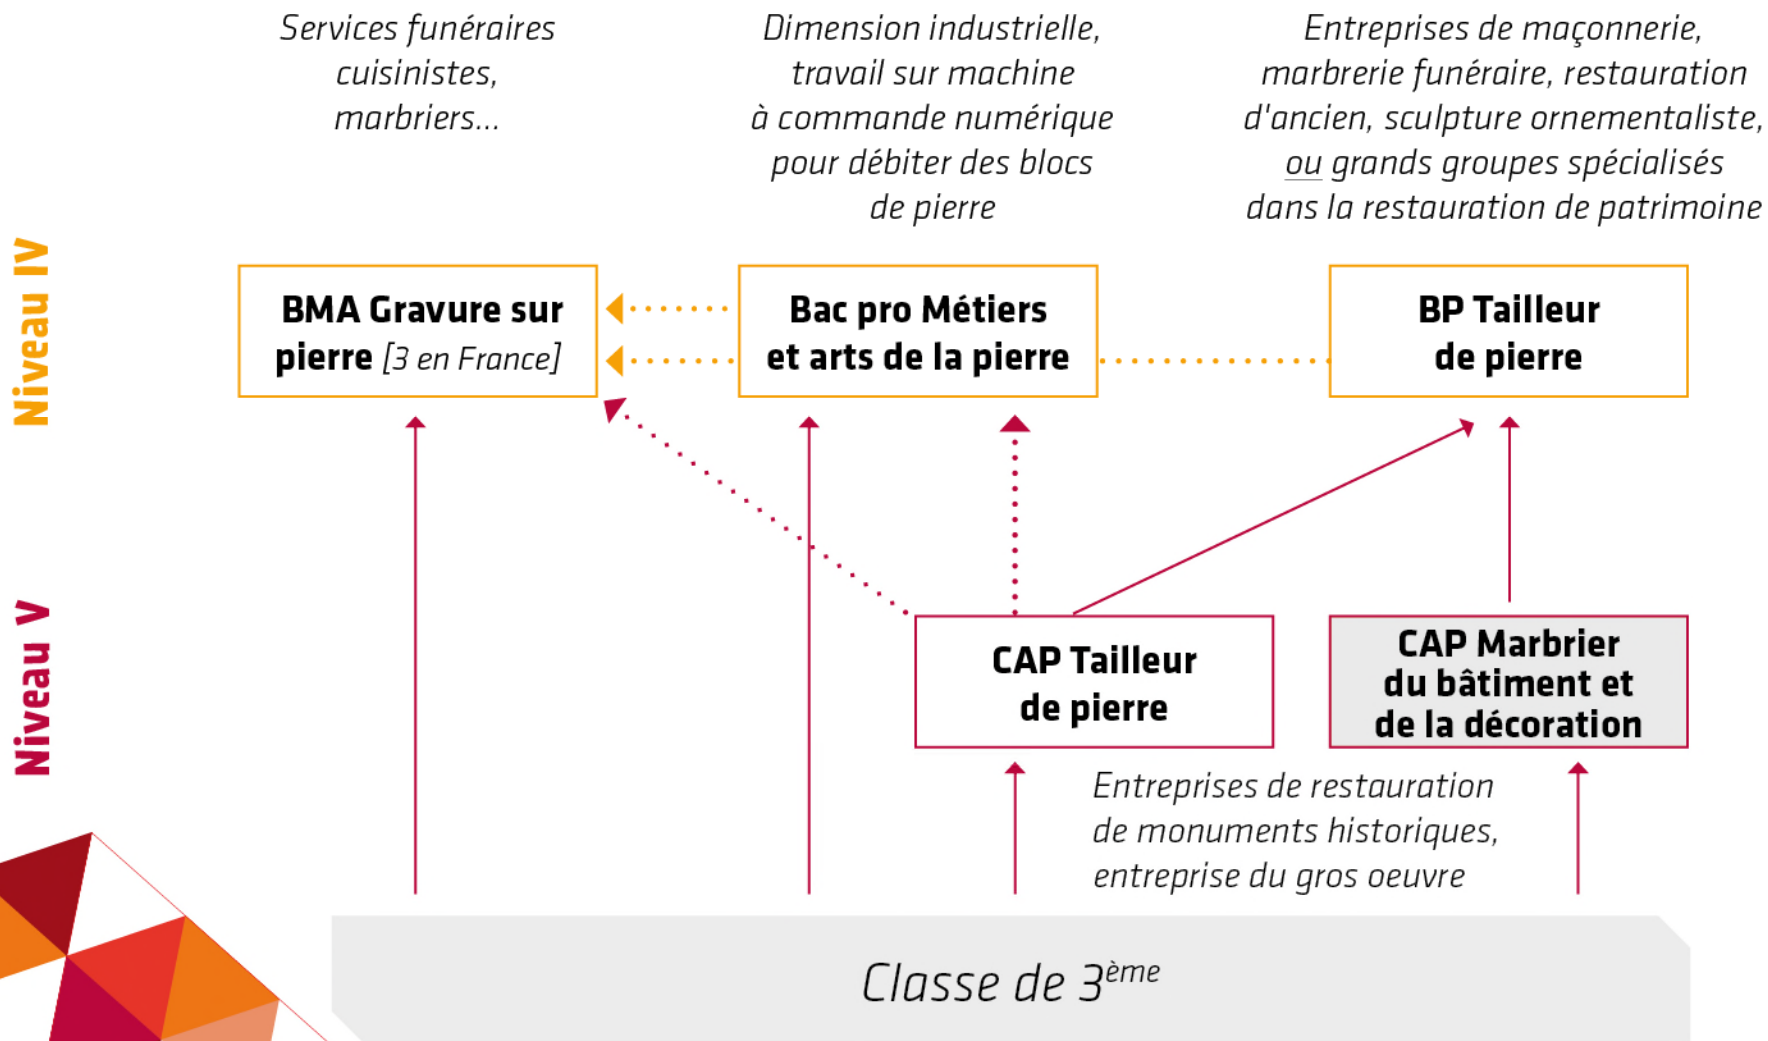 Services funéraires
cuisinistes,
marbriers...
Dimension industrielle,
travail sur machine
à commande numérique
pour débiter des blocs
de pierre
Entreprises de maçonnerie,
marbrerie funéraire, restauration
d'ancien, sculpture ornementaliste,
ou grands groupes spécialisés
dans la restauration de patrimoine
Niveau IV
BMA Gravure sur
pierre [3 en France]
Bac pro Métiers
et arts de la pierre
BP Tailleur
de pierre
Niveau V
CAP Tailleur
de pierre
CAP Marbrier
du bâtiment et
de la décoration
Entreprises de restauration
de monuments historiques,
entreprise du gros oeuvre
Classe de 3ème